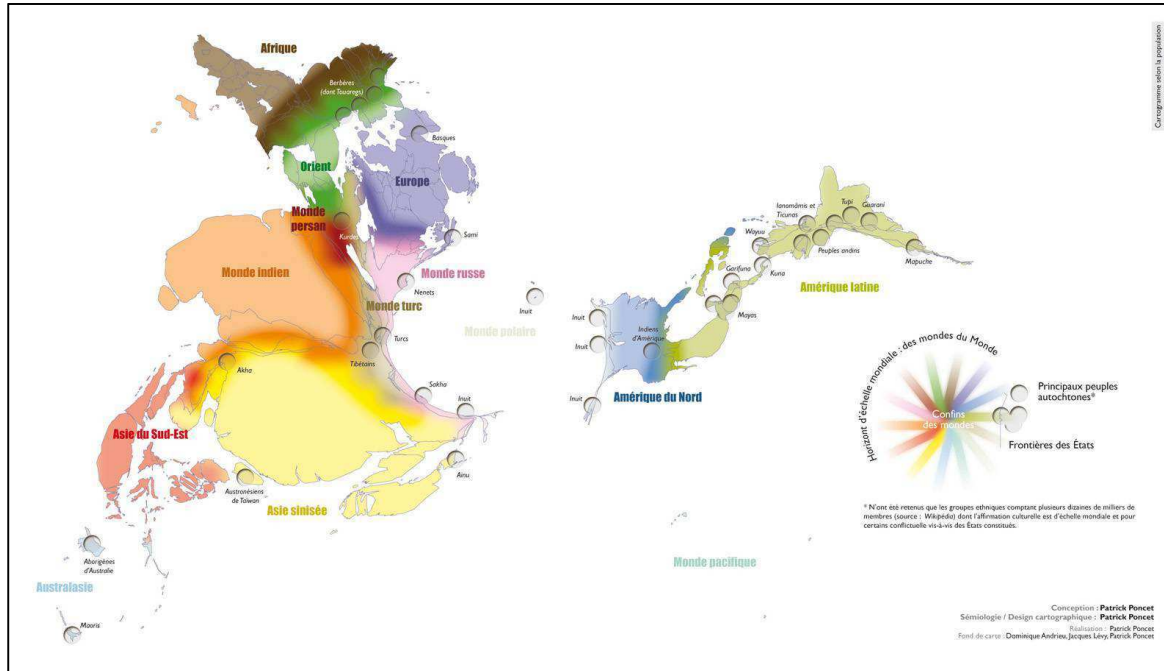 Cartogramme selon la population
Afrique
Berbères
(dont Touaregs)
Basques
Orient
Europe
Monde
persan
Kurdes
Sami
Monde indien
Monde russe
Nenets
Monde turc
Inuit
Monde polaire
Turcs
Tibétains
Akha
Sakha
Inuit
Asie du Sud-Est
Austronésiens
de Taiwan
Ainu
Asie sinisée
Aborigènes
d'Australie
Australasie
Maoris
Ianomámis et
Ticunas
Tupi
Guarani
Wayuu
Peuples andins
Mapuche
Kuna
Garifuna
Amérique latine
Mayas
Inuit
Inuit
Indiens
d'Amérique
Inuit
Amérique du Nord
Monde pacifique
Horizont d'échelle mondiale : des mondes du Monde
Confins
des mondes
Principaux peuples
autochtones*
Frontières des États
* N'ont été retenus que les groupes ethniques comptant plusieurs dizaines de milliers de
membres (source : Wikipédia) dont l'affirmation culturelle est d'échelle mondiale et pour
certains conflictuelle vis-à-vis des États constitués.
Conception : Patrick Poncet
Sémiologie / Design cartographique : Patrick Poncet
Réalisation : Patrick Poncet
Fond de carte : Dominique Andrieu, Jacques Lévy, Patrick Poncet